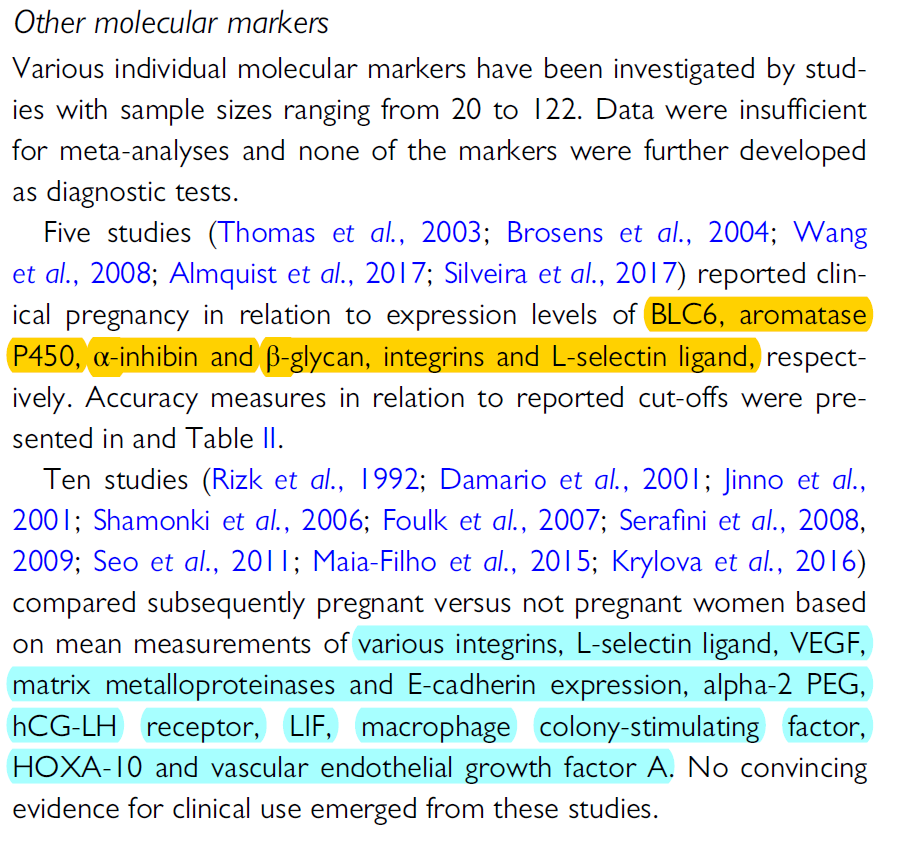 Other molecular markers
Various individual molecular markers have been investigated by stud-
ies with sample sizes ranging from 20 to 122. Data were insufficient
for meta-analyses and none of the markers were further developed
as diagnostic tests.
Five studies (Thomas et al., 2003; Brosens et al., 2004; Wang
et al., 2008; Almquist et al., 2017; Silveira et al., 2017) reported clin-
ical pregnancy in relation to expression levels of BLC6, aromatase
P450, α-inhibin and β-glycan, integrins and L-selectin ligand, respect-
ively. Accuracy measures in relation to reported cut-offs were pre-
sented in and Table II.
Ten studies (Rizk et al., 1992; Damario et al., 2001; Jinno et al.,
2001; Shamonki et al., 2006; Foulk et al., 2007; Serafini et al., 2008,
2009; Seo et al., 2011; Maia-Filho et al., 2015; Krylova et al., 2016)
compared subsequently pregnant versus not pregnant women based
on mean measurements of various integrins, L-selectin ligand, VEGF,
matrix metalloproteinases and E-cadherin expression, alpha-2 PEG,
hCG-LH receptor, LIF, macrophage colony-stimulating factor,
HOXA-10 and vascular endothelial growth factor A. No convincing
evidence for clinical use emerged from these studies.